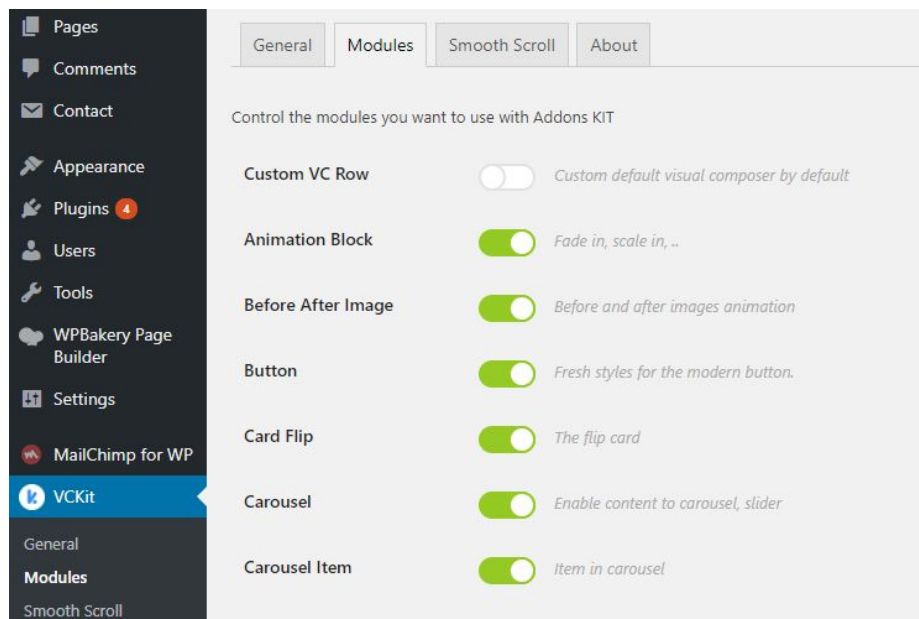 Pages
Comments
Contact
Appearance
Plugins 4
Users
Tools
WPBakery Page
Builder
Settings
MailChimp for WP
VCKit
General
Modules
Smooth Scroll
General Modules Smooth Scroll About
Control the modules you want to use with Addons KIT
Custom VC Row Custom default visual composer by default
Animation Block Fade in, scale in, ..
Before After Image Before and after images animation
Button Fresh styles for the modern button.
Card Flip The flip card
Carousel Enable content to carousel, slider
Carousel Item Item in carousel